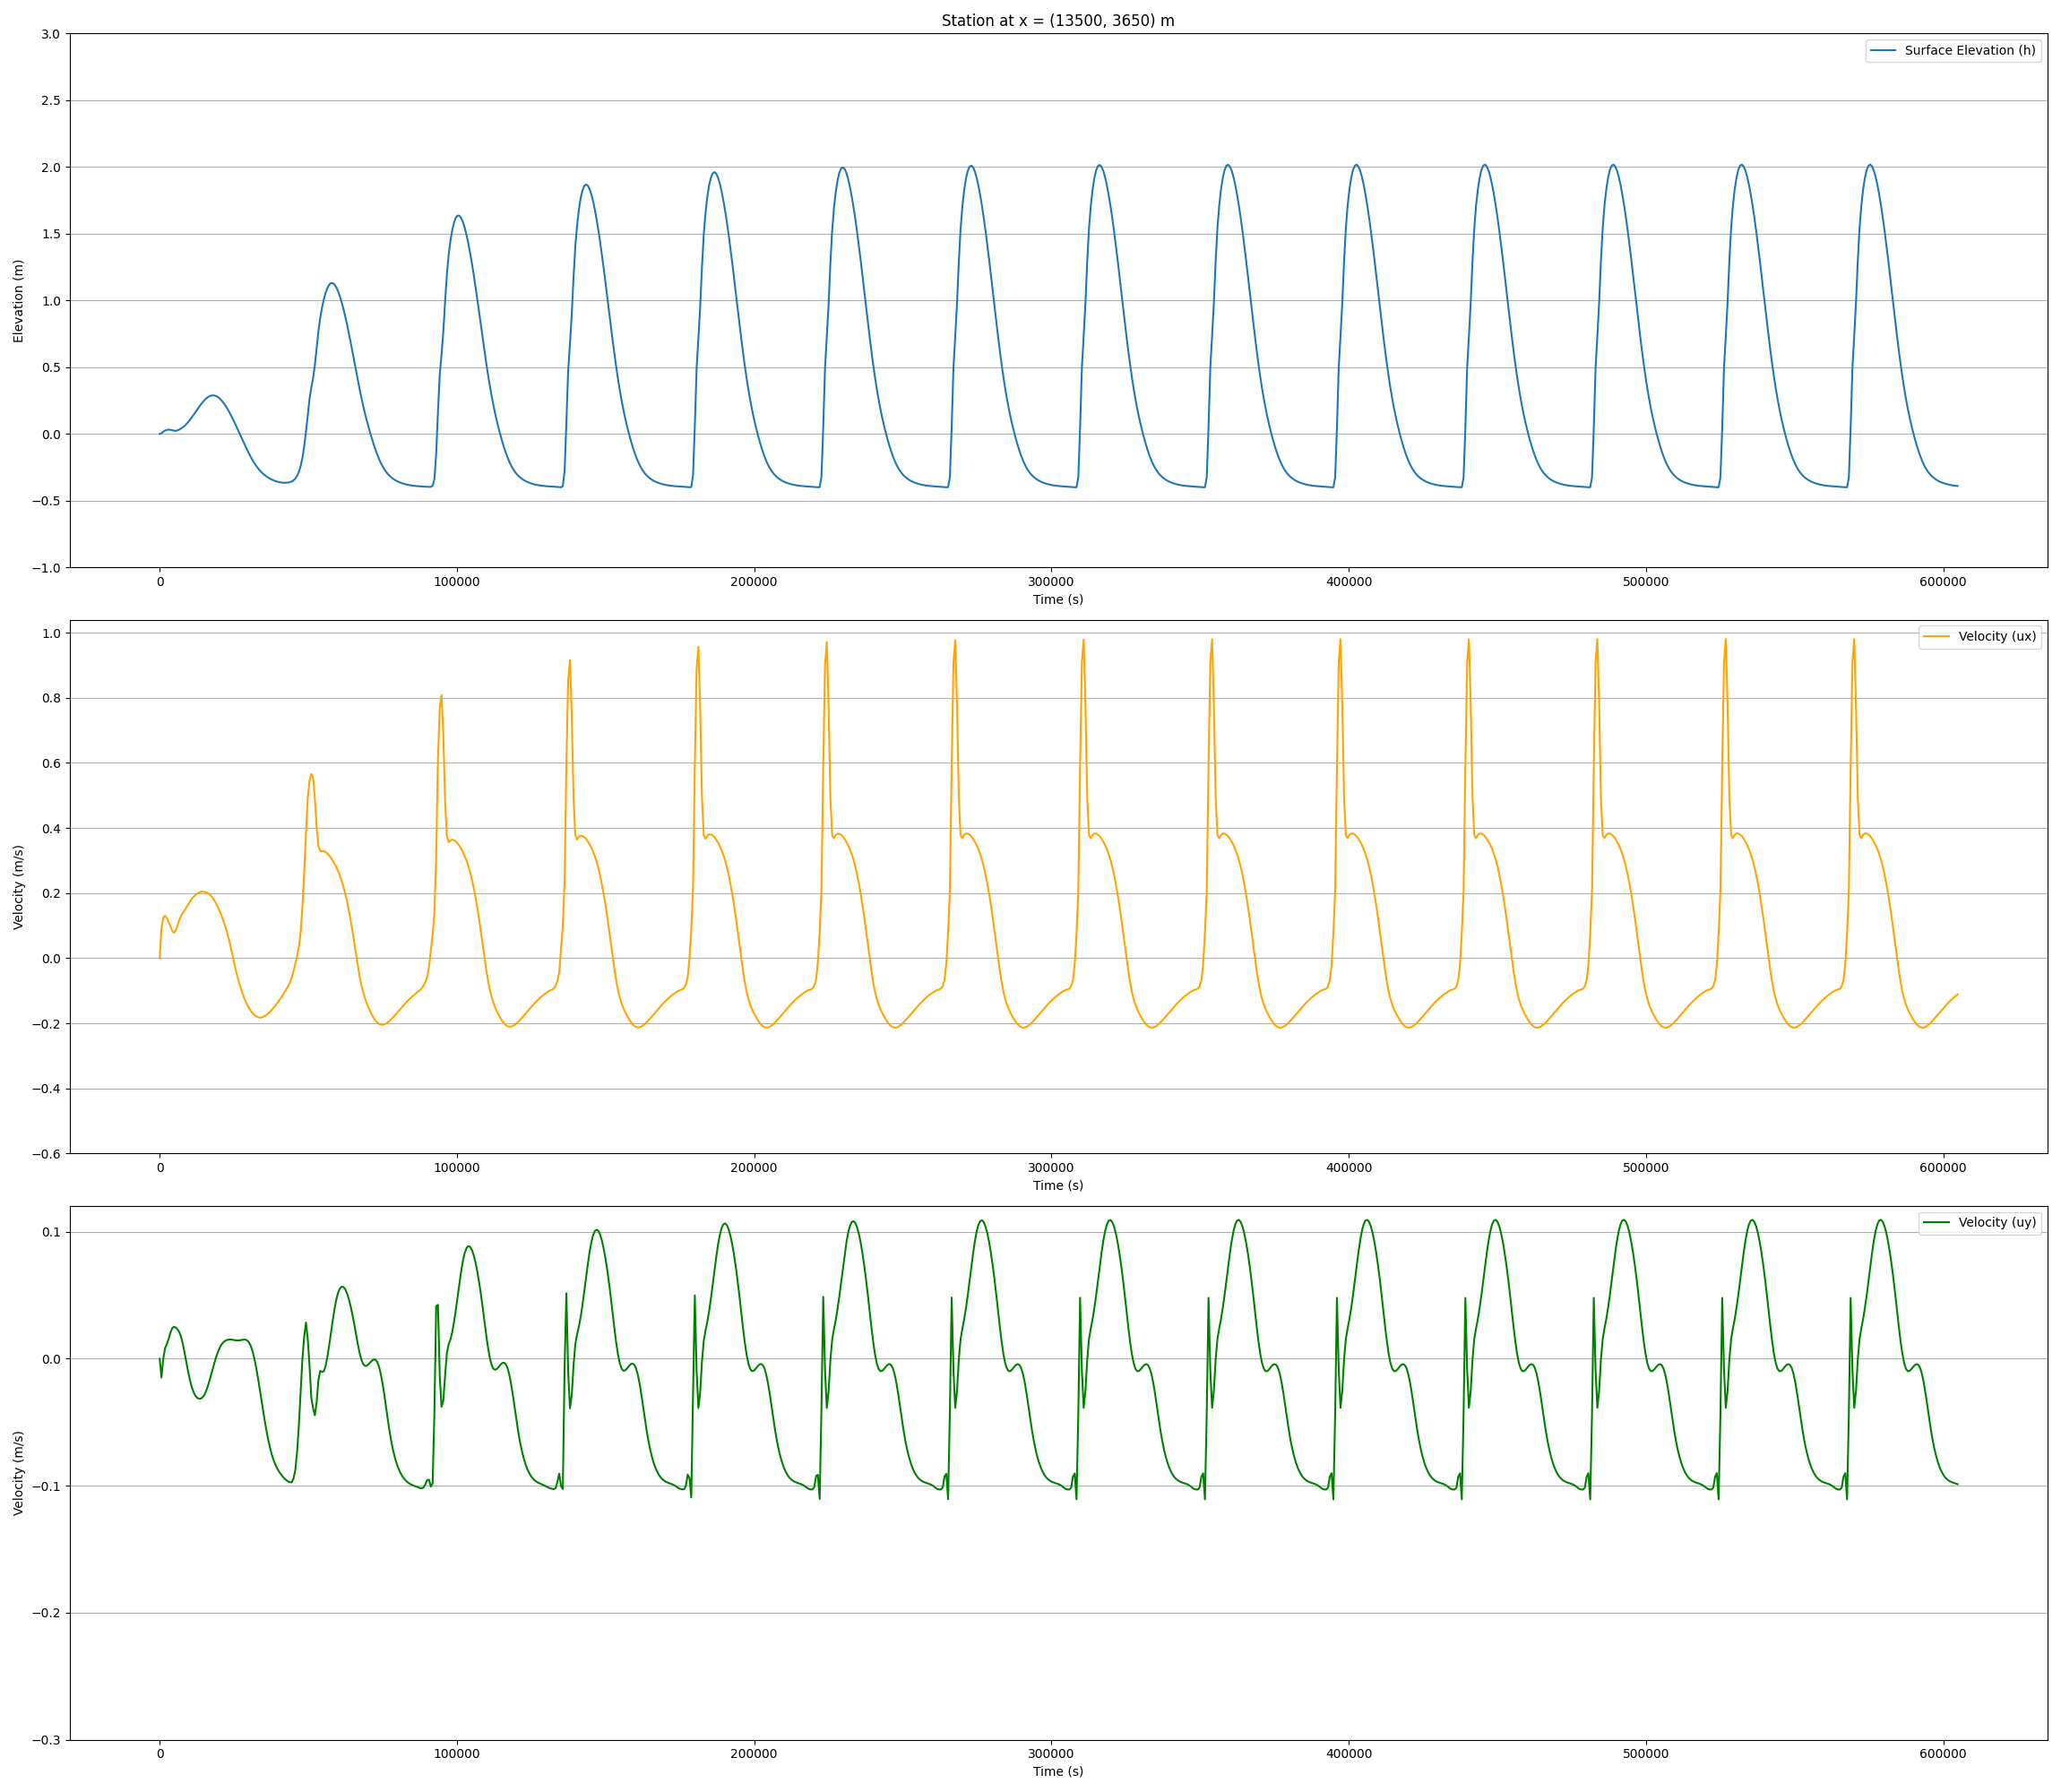 Station at x = (13500, 3650) m
3.0
2.5
2.0
1.5
1.0
0.5
0.0
−0.5
−1.0
Elevation (m)
Surface Elevation (h)
0 100000 200000 300000 400000 500000 600000
Time (s)
1.0
0.8
0.6
0.4
0.2
0.0
−0.2
−0.4
−0.6
Velocity (m/s)
Velocity (ux)
0 100000 200000 300000 400000 500000 600000
Time (s)
0.1
0.0
−0.1
−0.2
−0.3
Velocity (m/s)
Velocity (uy)
0 100000 200000 300000 400000 500000 600000
Time (s)